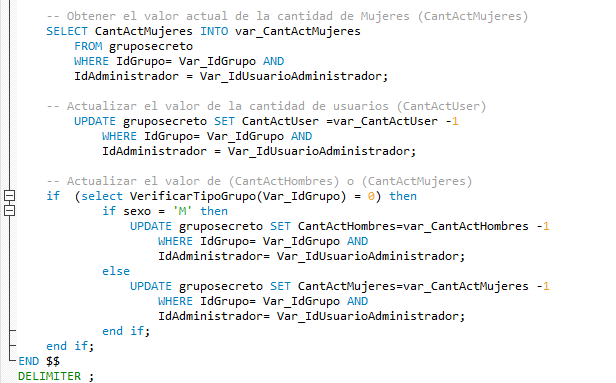 -- Obtener el valor actual de la cantidad de Mujeres (CantActMujeres)
SELECT CantActMujeres INTO var_CantActMujeres
FROM gruposecreto
WHERE IdGrupo= Var_IdGrupo AND
IdAdministrador = Var_IdUsuarioAdministrador;
-- Actualizar el valor de la cantidad de usuarios (CantActUser)
UPDATE gruposecreto SET CantActUser =var_CantActUser -1
WHERE IdGrupo= Var_IdGrupo AND
IdAdministrador = Var_IdUsuarioAdministrador;
-- Actualizar el valor de (CantActHombres) o (CantActMujeres)
if (select VerificarTipoGrupo(Var_IdGrupo) = 0) then
if sexo = 'M' then
UPDATE gruposecreto SET CantActHombres=var_CantActHombres -1
WHERE IdGrupo= Var_IdGrupo AND
IdAdministrador= Var_IdUsuarioAdministrador;
else
UPDATE gruposecreto SET CantActMujeres=var_CantActMujeres -1
WHERE IdGrupo= Var_IdGrupo AND
IdAdministrador= Var_IdUsuarioAdministrador;
end if;
end if;
END $$
DELIMITER ;